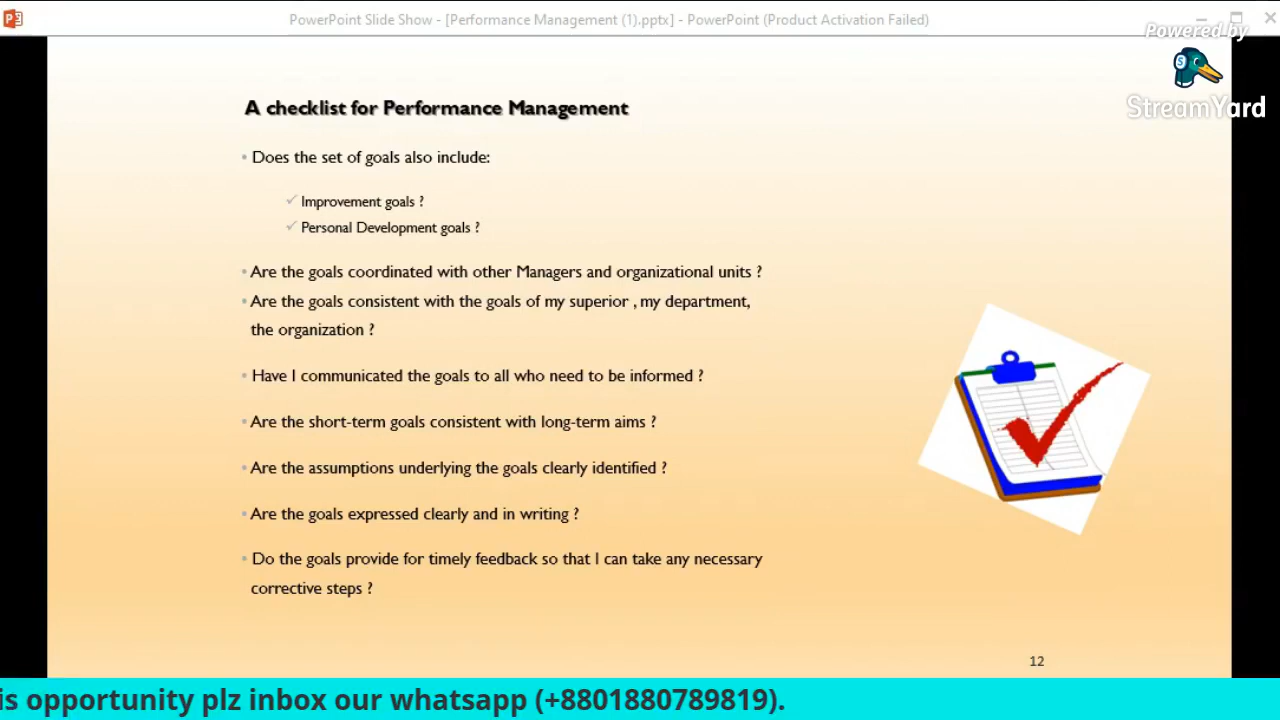 PowerPoint Slide Show - [Performance Management (1).pptx] - PowerPoint (Product Activation Failed)
Powered by
StreamYard
A checklist for Performance Management
• Does the set of goals also include:
✓ Improvement goals ?
✓ Personal Development goals ?
• Are the goals coordinated with other Managers and organizational units ?
• Are the goals consistent with the goals of my superior , my department,
the organization ?
• Have I communicated the goals to all who need to be informed ?
• Are the short-term goals consistent with long-term aims ?
• Are the assumptions underlying the goals clearly identified ?
• Are the goals expressed clearly and in writing ?
• Do the goals provide for timely feedback so that I can take any necessary
corrective steps ?
12
is opportunity plz inbox our whatsapp (+8801880789819).